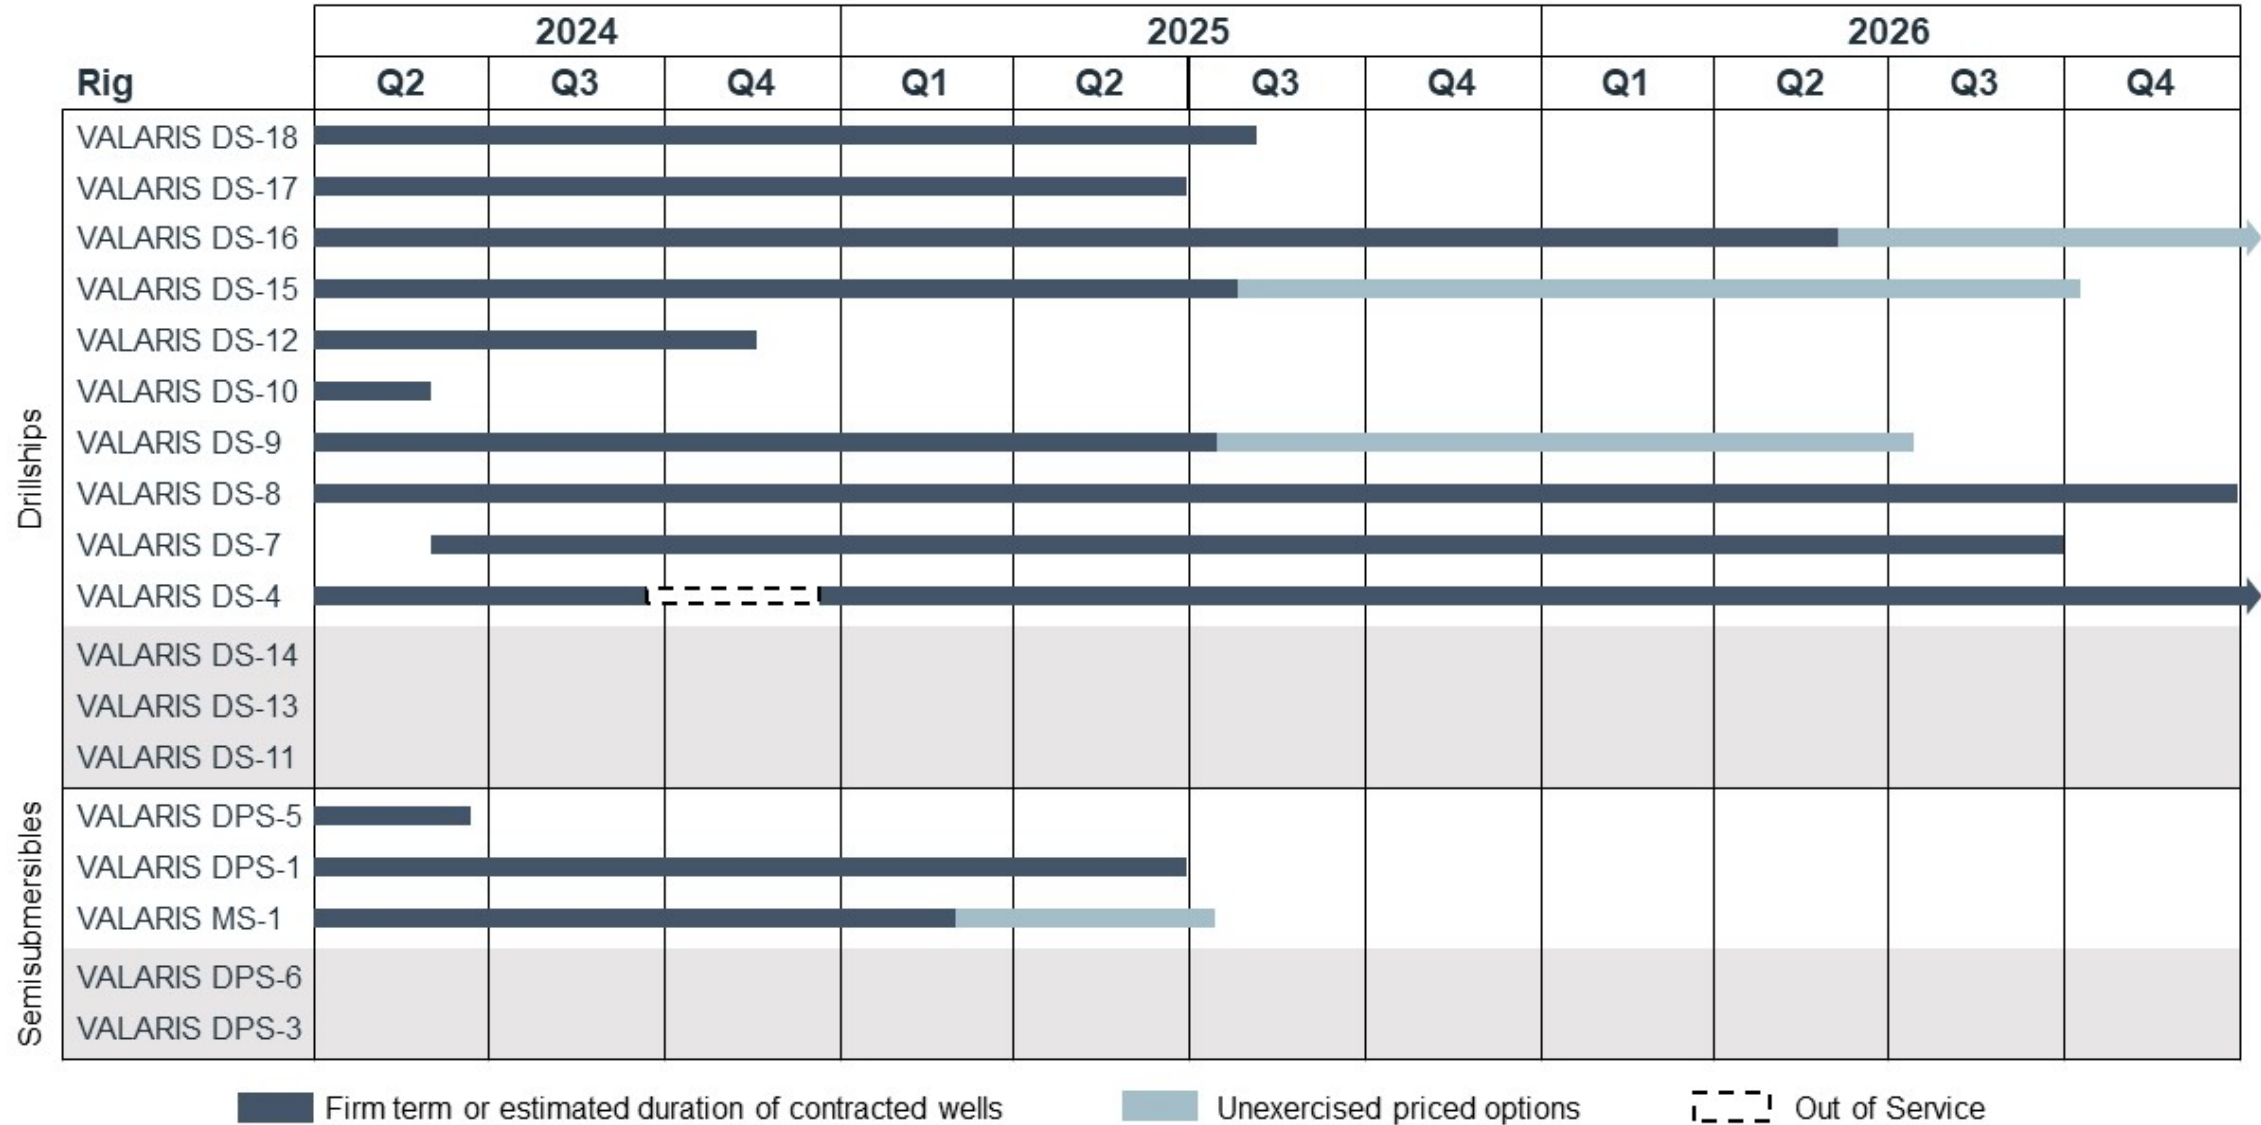 2024 2025 2026
Rig Q2 Q3 Q4 Q1 Q2 Q3 Q4 Q1 Q2 Q3 Q4
Drillships
VALARIS DS-18
VALARIS DS-17
VALARIS DS-16
VALARIS DS-15
VALARIS DS-12
VALARIS DS-10
VALARIS DS-9
VALARIS DS-8
VALARIS DS-7
VALARIS DS-4
VALARIS DS-14
VALARIS DS-13
VALARIS DS-11
Semisubmersibles
VALARIS DPS-5
VALARIS DPS-1
VALARIS MS-1
VALARIS DPS-6
VALARIS DPS-3
Firm term or estimated duration of contracted wells Unexercised priced options Out of Service